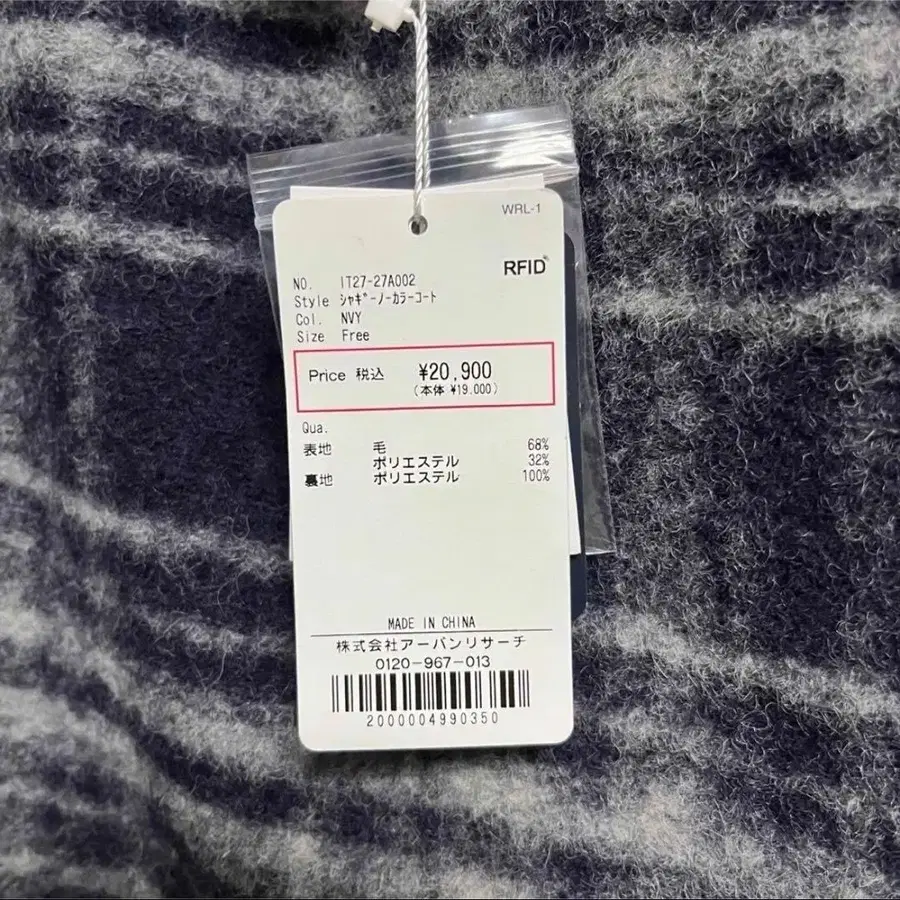 WRL-1
RFID
NO. IT27-27A002
Style ｼｬｷﾞｰﾉｰｶﾗｰｺｰﾄ
Col. NVY
Size Free
Price 税込 ¥20,900
(本体 ¥19,000)
Qua.
表地 毛 68%
ポリエステル 32%
裏地 ポリエステル 100%
MADE IN CHINA
株式会社アーバンリサーチ
0120-967-013
2000004990350